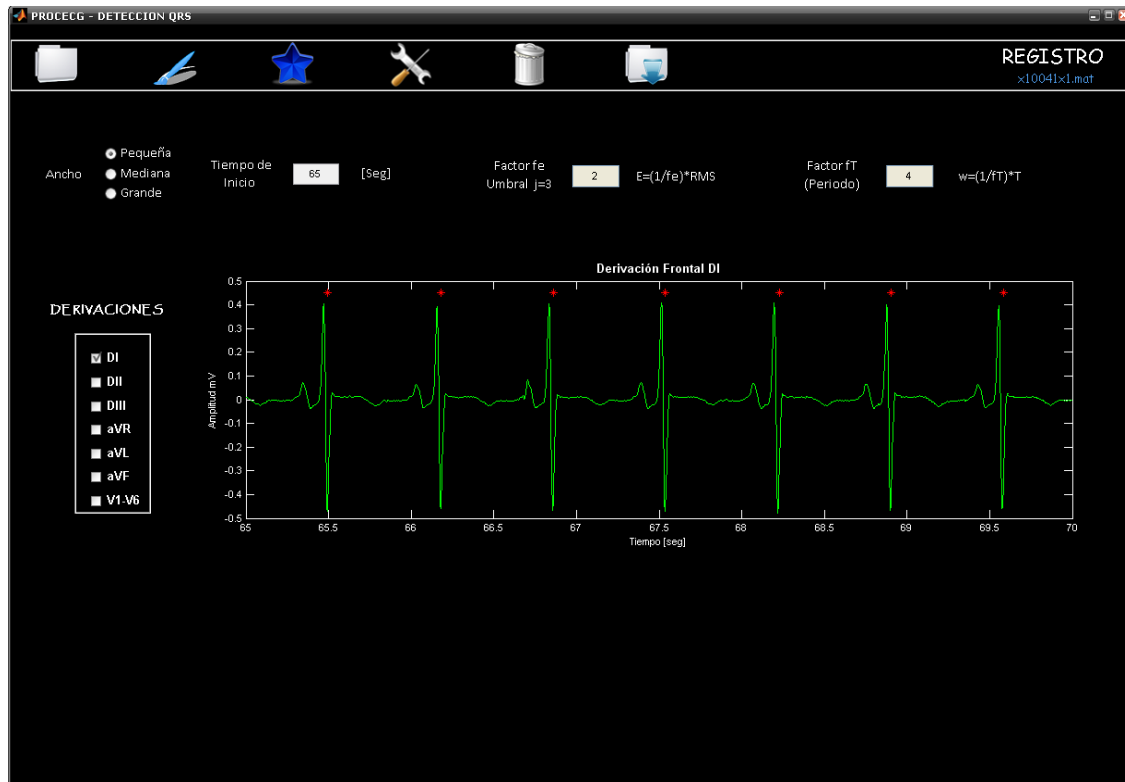 PROCECG - DETECCION QRS
REGISTRO
x10041x1.mat
Ancho
Pequeña
Mediana
Grande
Tiempo de
Inicio
65
[Seg]
Factor fe
Umbral j=3
2
E=(1/fe)*RMS
Factor fT
(Periodo)
4
w=(1/fT)*T
DERIVACIONES
DI
DII
DIII
aVR
aVL
aVF
V1-V6
Derivación Frontal DI
Amplitud mV
0.5
0.4
0.3
0.2
0.1
0
-0.1
-0.2
-0.3
-0.4
-0.5
65
65.5
66
66.5
67
67.5
68
68.5
69
69.5
70
Tiempo [seg]